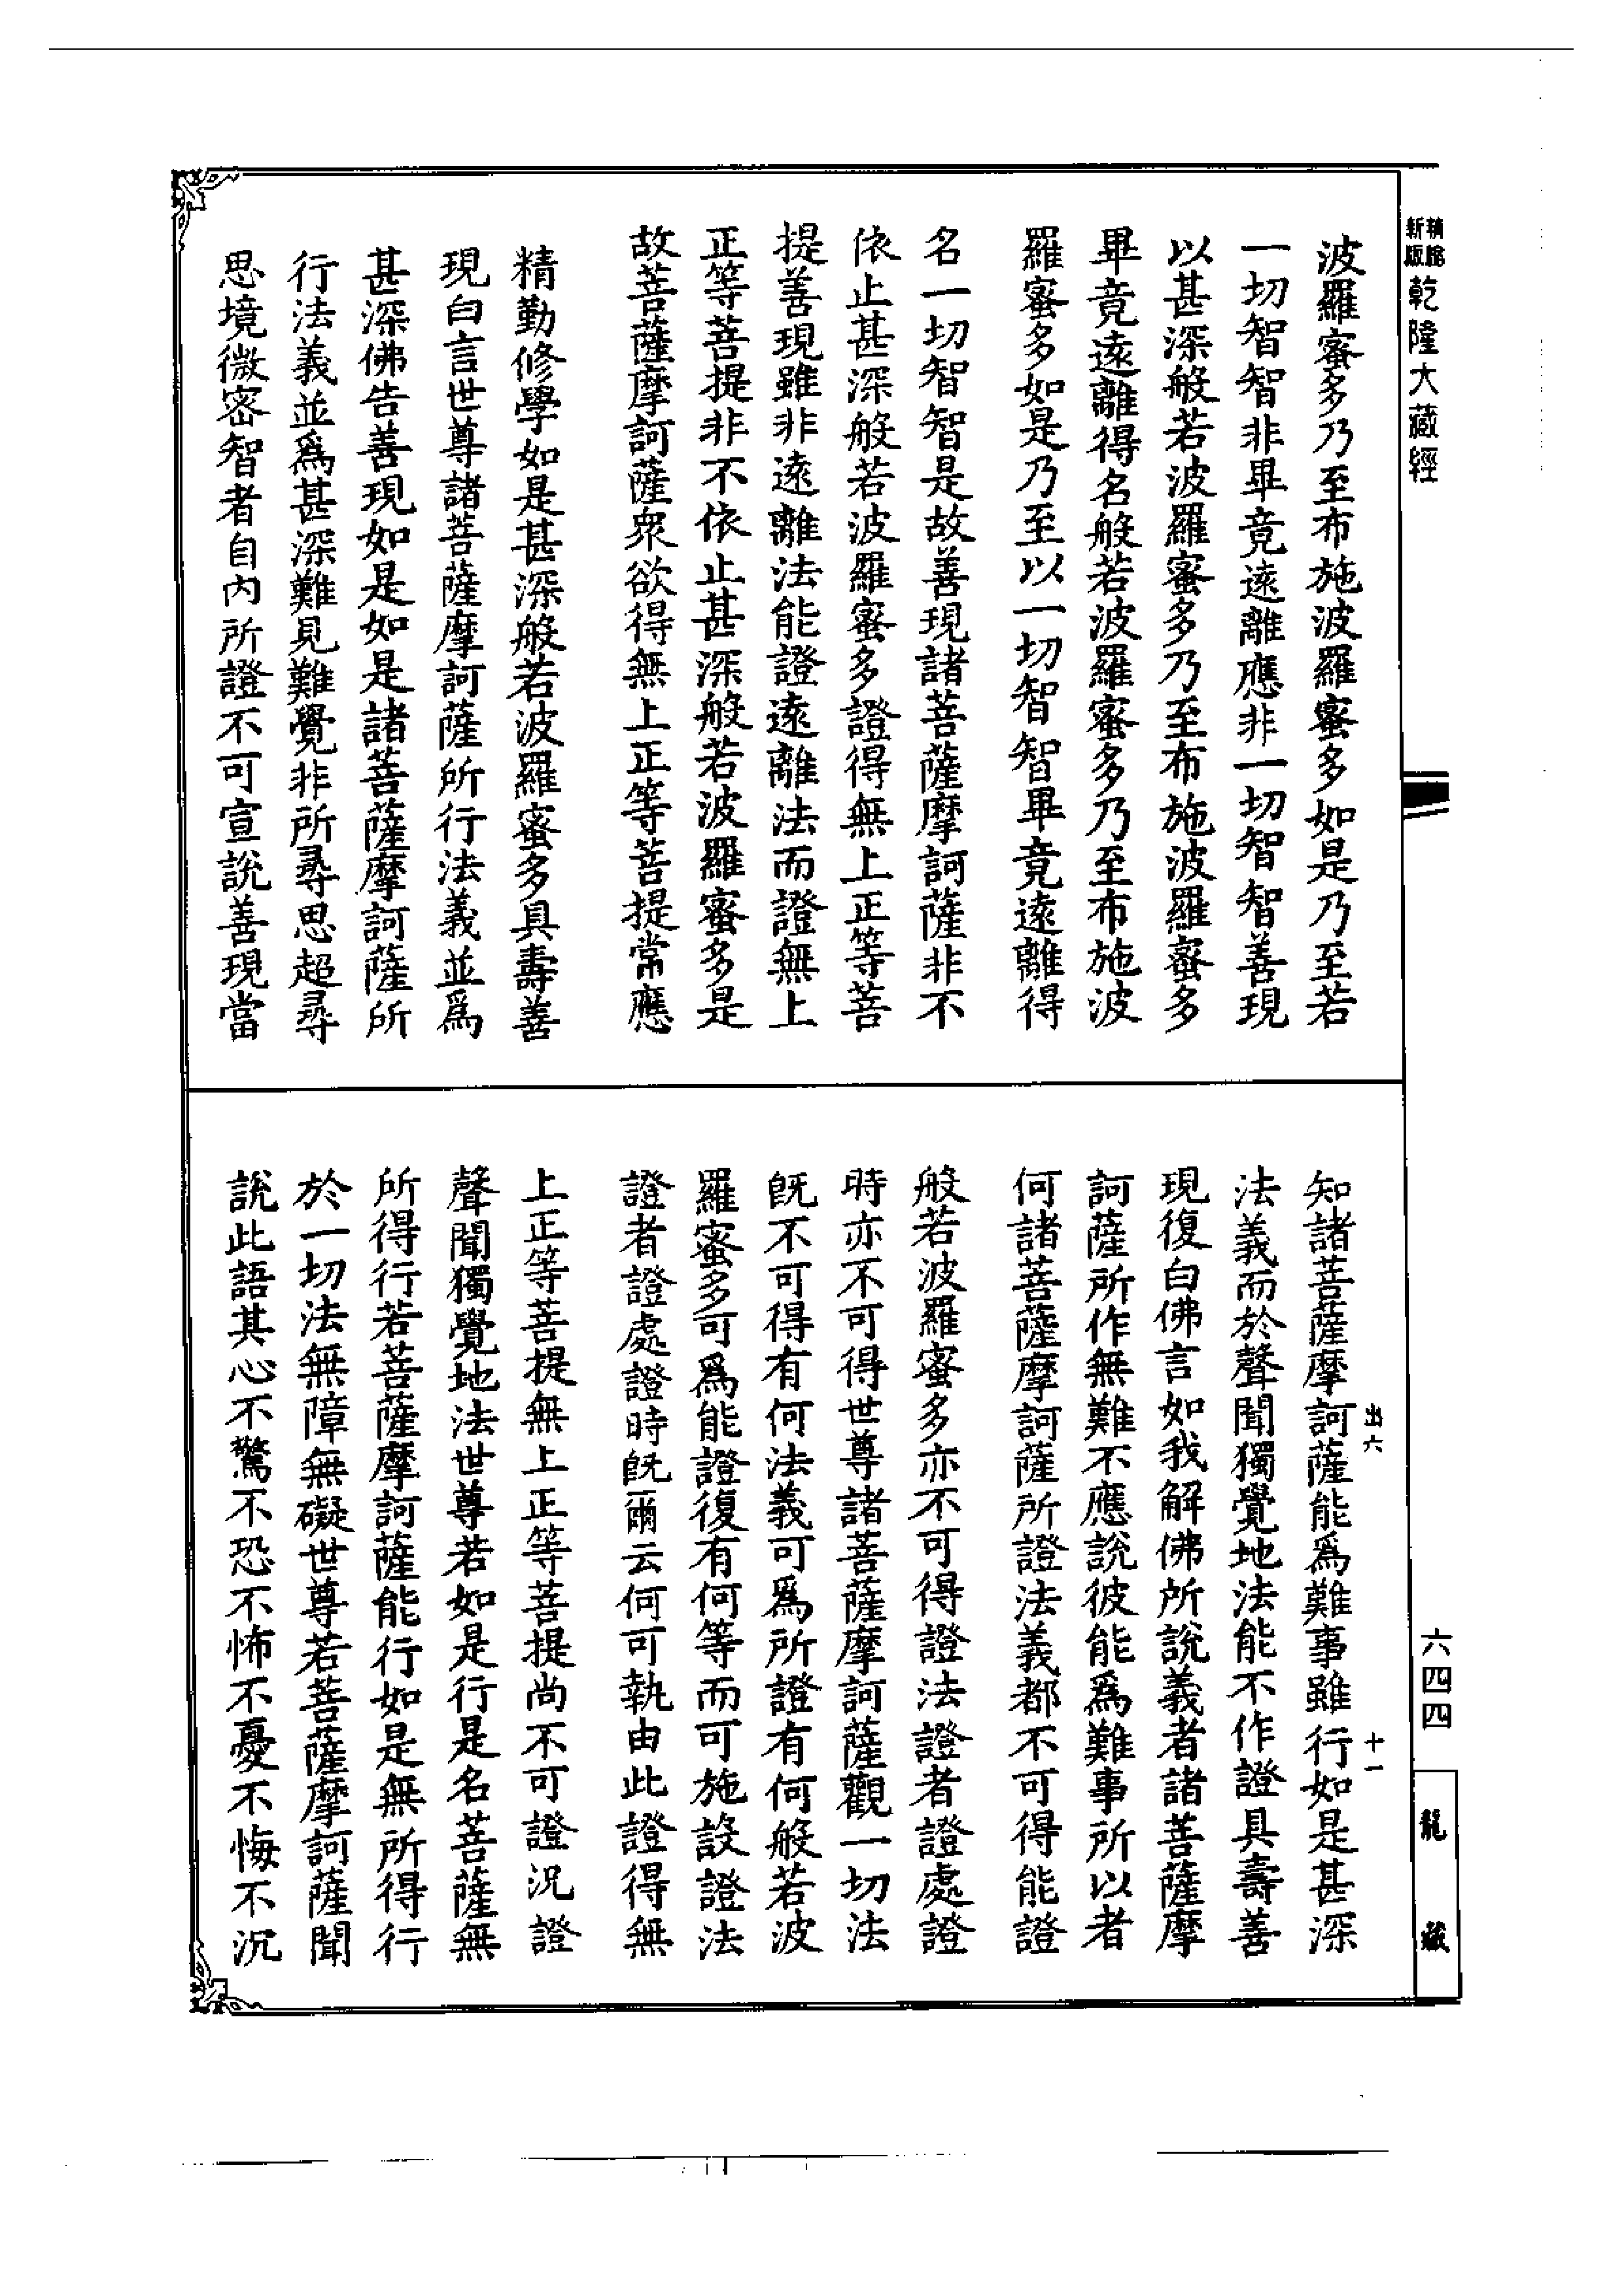 新版
精縮
乾隆大藏經
波羅蜜多乃至布施波羅蜜多如是乃至若
一切智智非畢竟遠離應非一切智智善現
以甚深般若波羅蜜多乃至布施波羅蜜多
畢竟遠離得名般若波羅蜜多乃至布施波
羅蜜多如是乃至以一切智智畢竟遠離得
名一切智智是故善現諸菩薩摩訶薩非不
依止甚深般若波羅蜜多證得無上正等菩
提善現雖非遠離法能證遠離法而證無上
正等菩提非不依止甚深般若波羅蜜多是
故菩薩摩訶薩眾欲得無上正等菩提常應
精勤修學如是甚深般若波羅蜜多具壽善
現白言世尊諸菩薩摩訶薩所行法義並爲
甚深佛告善現如是如是諸菩薩摩訶薩所
行法義並爲甚深難見難覺非所尋思超尋
思境微密智者自內所證不可宣說善現當
知諸菩薩摩訶薩能爲難事雖行如是甚深
法義而於聲聞獨覺地法能不作證具壽善
現復白佛言如我解佛所說義者諸菩薩摩
訶薩所作無難不應說彼能爲難事所以者
何諸菩薩摩訶薩所證法義都不可得能證
般若波羅蜜多亦不可得證法證者證處證
時亦不可得世尊諸菩薩摩訶薩觀一切法
既不可得有何法義可爲所證有何般若波
羅蜜多可爲能證復有何等而可施設證法
證者證處證時既爾云何可執由此證得無
上正等菩提無上正等菩提尚不可證況證
聲聞獨覺地法世尊若如是行是名菩薩無
所得行若菩薩摩訶薩能行如是無所得行
於一切法無障無礙世尊若菩薩摩訶薩聞
說此語其心不驚不恐不怖不憂不悔不沉
出六
十一
六四四
龍藏